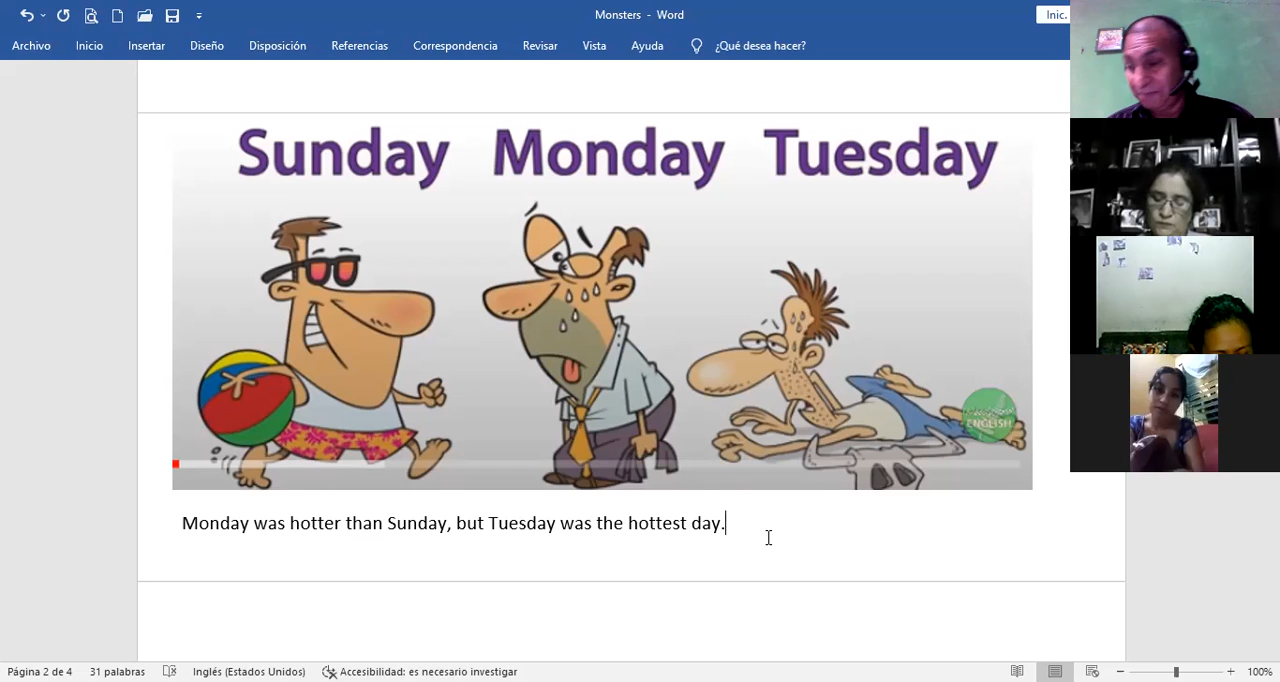 Monsters - Word
Inic.
Archivo Inicio Insertar Diseño Disposición Referencias Correspondencia Revisar Vista Ayuda ¿Qué desea hacer?
Sunday Monday Tuesday
ENGLISH
Monday was hotter than Sunday, but Tuesday was the hottest day.
Página 2 de 4 31 palabras Inglés (Estados Unidos) Accesibilidad: es necesario investigar 100%